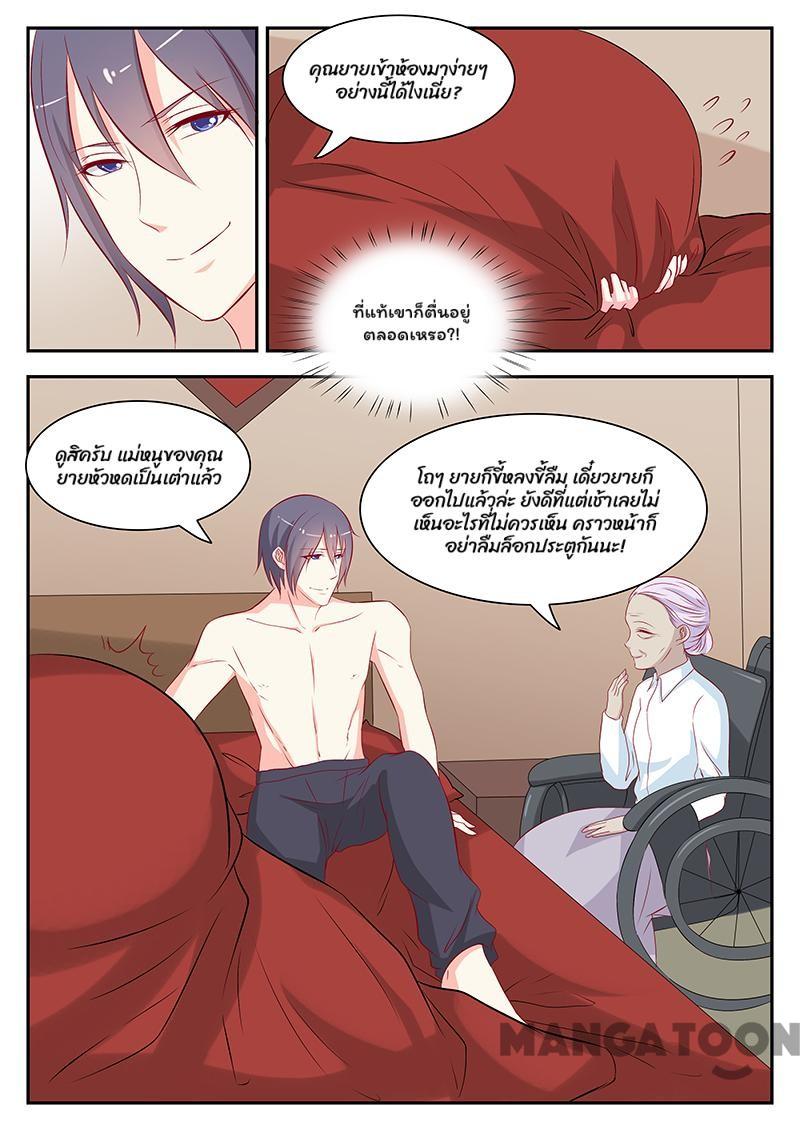 คุณยายเข้าห้องมาง่ายๆ
อย่างนี้ได้ไงเนี่ย?
ที่แท้เขาก็ตื่นอยู่
ตลอดเหรอ?!
ดูสิครับ แม่หนูของคุณ
ยายหัวหดเป็นเต่าแล้ว
โถๆ ยายก็ขี้หลงขี้ลืม เดี๋ยวยายก็
ออกไปแล้วล่ะ ยังดีที่แต่เช้าเลยไม่
เห็นอะไรที่ไม่ควรเห็น คราวหน้าก็
อย่าลืมล็อกประตูกันนะ!
MANGATOON